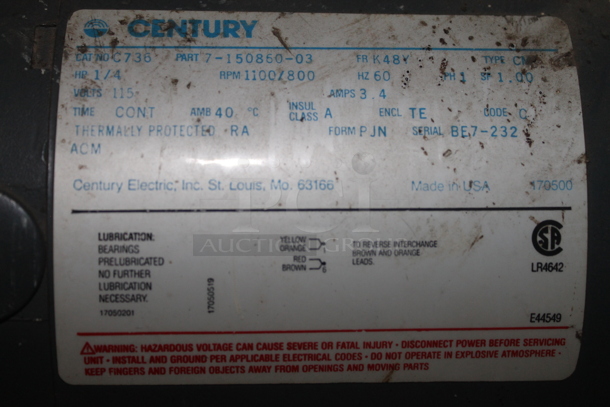 CENTURY
CAT NO C736 PART 7-150860-03 FR K48Y TYPE
HP 1/4 RPM 1100/800 HZ 60 PH 1 SF 1.00
VOLTS 115 AMPS 3.4
TIME CONT AMB 40 °C INSUL CLASS A ENCL TE CODE C
THERMALLY PROTECTED RA FORM PJN SERIAL BE7-232
ACM
Century Electric, Inc. St. Louis, Mo. 63166 Made in USA 170500
LUBRICATION:
BEARINGS
PRELUBRICATED
NO FURTHER
LUBRICATION
NECESSARY.
17050201
17050519
YELLOW
ORANGE
RED
BROWN
TO REVERSE INTERCHANGE
BROWN AND ORANGE
LEADS.
LR4642
E44549
WARNING: HAZARDOUS VOLTAGE CAN CAUSE SEVERE OR FATAL INJURY - DISCONNECT POWER BEFORE SERVICING
UNIT - INSTALL AND GROUND PER APPLICABLE ELECTRICAL CODES - DO NOT OPERATE IN EXPLOSIVE ATMOSPHERE -
KEEP FINGERS AND FOREIGN OBJECTS AWAY FROM OPENINGS AND MOVING PARTS